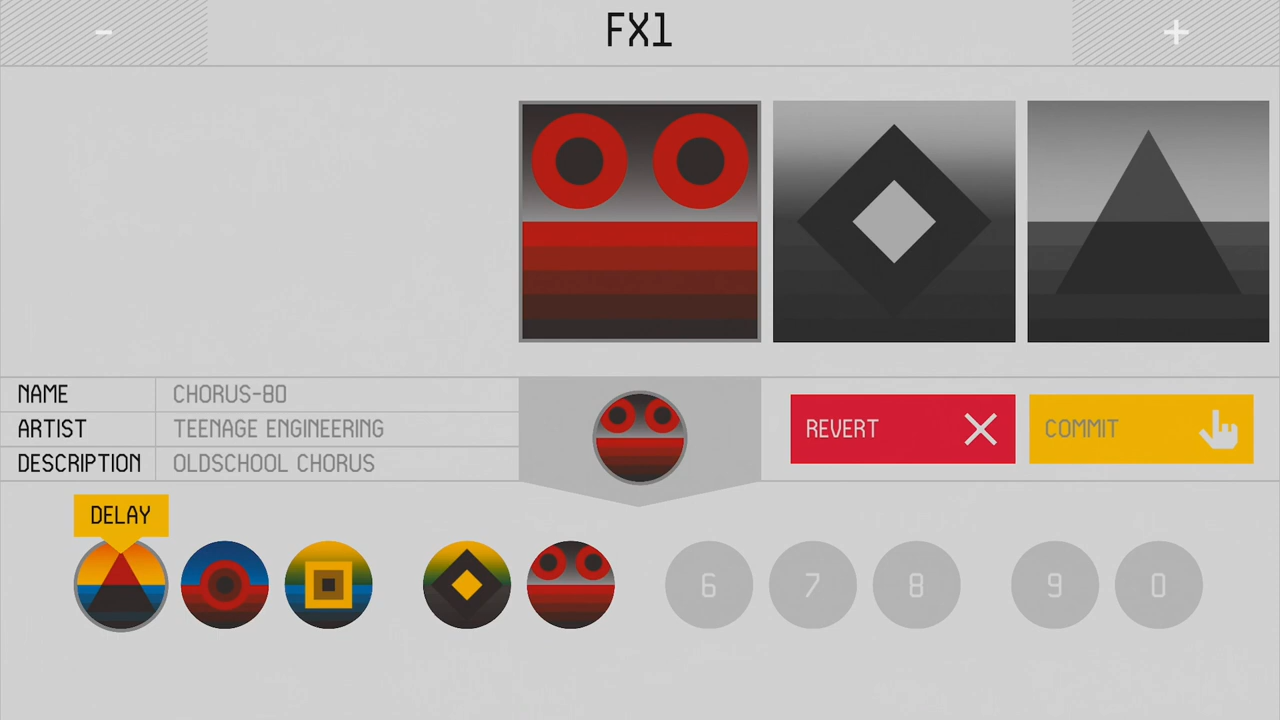 -
FX1
+
NAME CHORUS-80
ARTIST TEENAGE ENGINEERING
DESCRIPTION OLDSCHOOL CHORUS
REVERT
COMMIT
DELAY
6 7 8 9 0